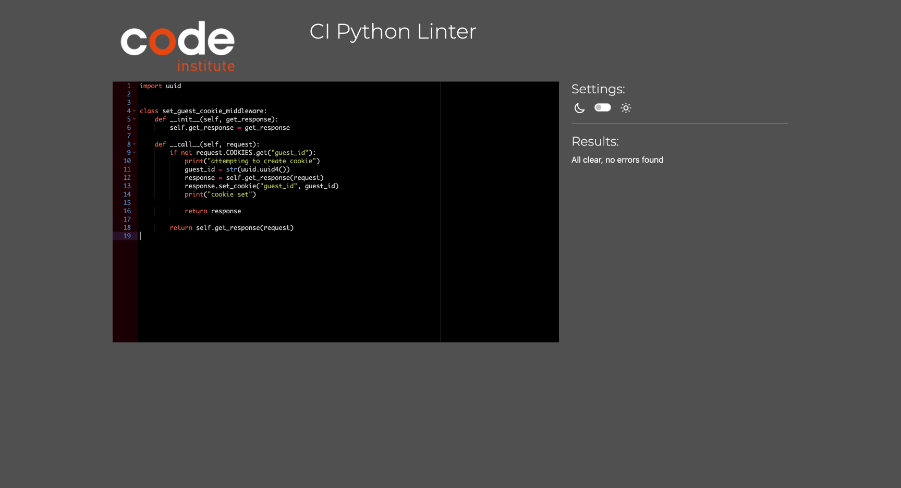 code
institute
CI Python Linter
1 import uuid
2
3
4 class set_guest_cookie_middleware:
5     def __init__(self, get_response):
6         self.get_response = get_response
7
8     def __call__(self, request):
9         if not request.COOKIES.get("guest_id"):
10             print("attempting to create cookie")
11             guest_id = str(uuid.uuid4())
12             response = self.get_response(request)
13             response.set_cookie("guest_id", guest_id)
14             print("cookie set")
15
16             return response
17
18         return self.get_response(request)
19
Settings:
Results:
All clear, no errors found